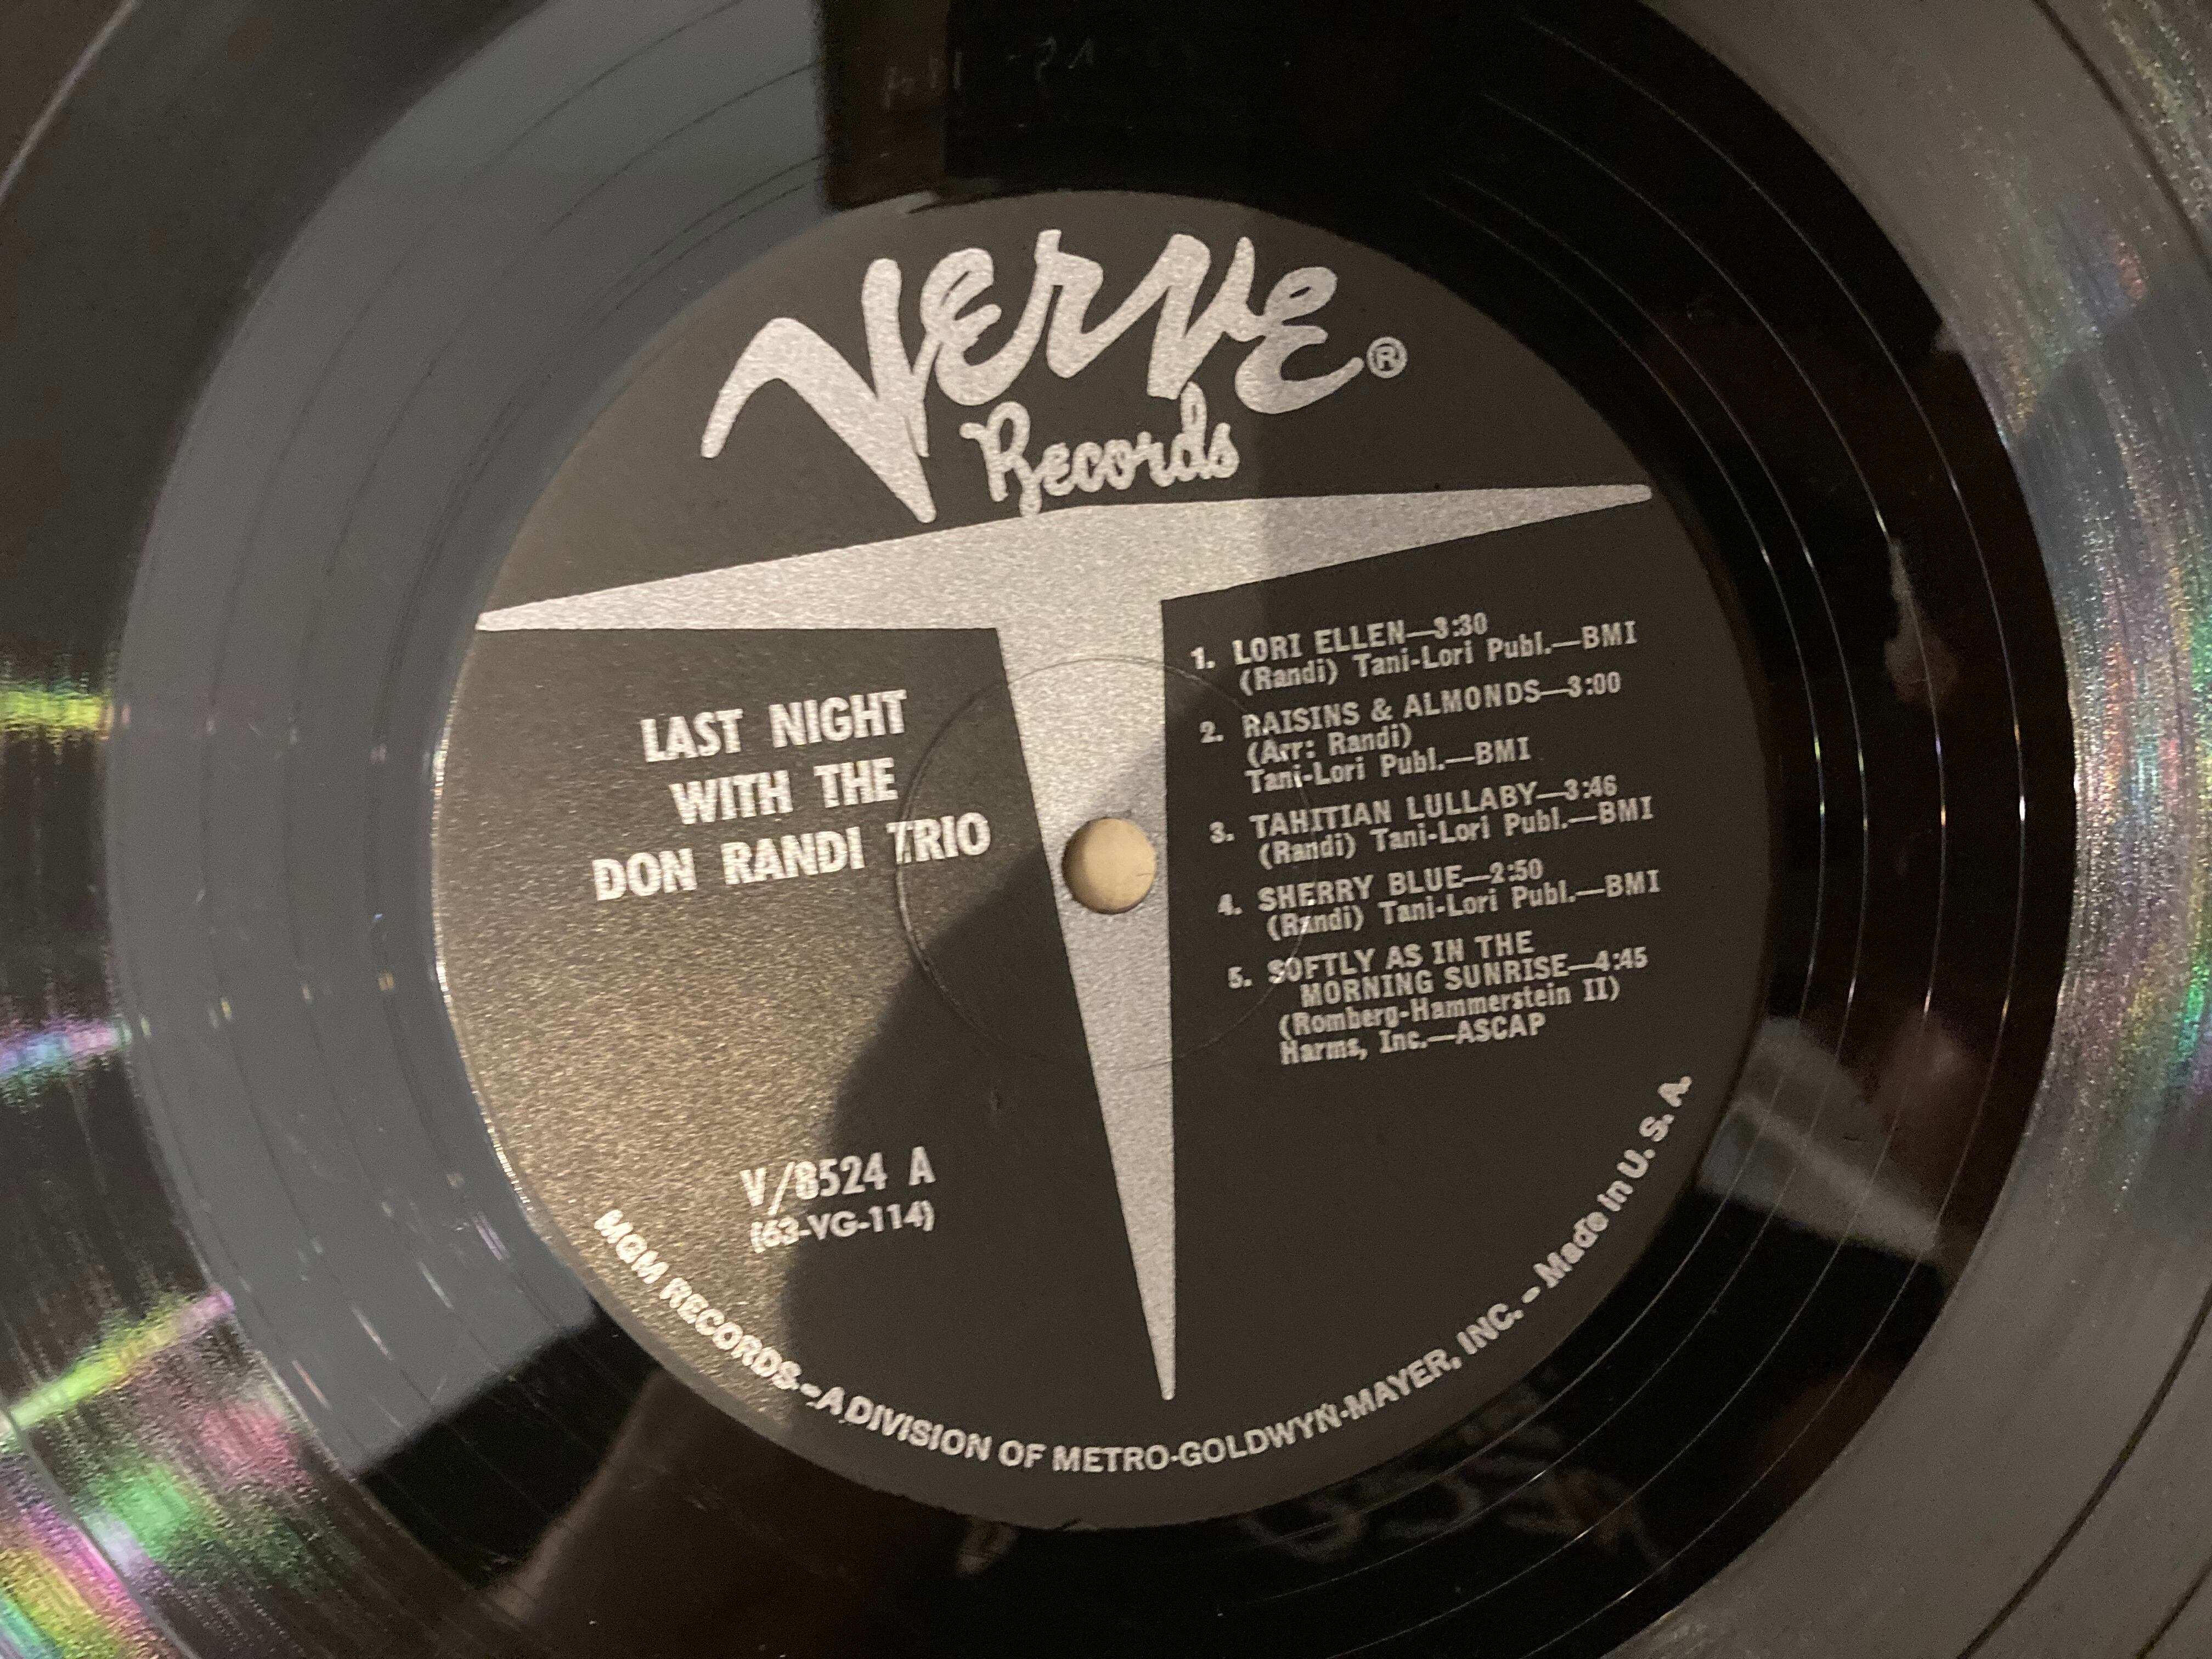 Verve®
Records
LAST NIGHT
WITH THE
DON RANDI TRIO
V/8524 A
(63-VG-114)
1. LORI ELLEN—3:30
(Randi) Tani-Lori Publ.—BMI
2. RAISINS & ALMONDS—3:00
(Arr: Randi)
Tani-Lori Publ.—BMI
3. TAHITIAN LULLABY—3:46
(Randi) Tani-Lori Publ.—BMI
4. SHERRY BLUE—2:50
(Randi) Tani-Lori Publ.—BMI
5. SOFTLY AS IN THE
MORNING SUNRISE—4:45
(Romberg-Hammerstein II)
Harms, Inc.—ASCAP
MGM RECORDS - A DIVISION OF METRO-GOLDWYN-MAYER, INC. - Made in U. S. A.